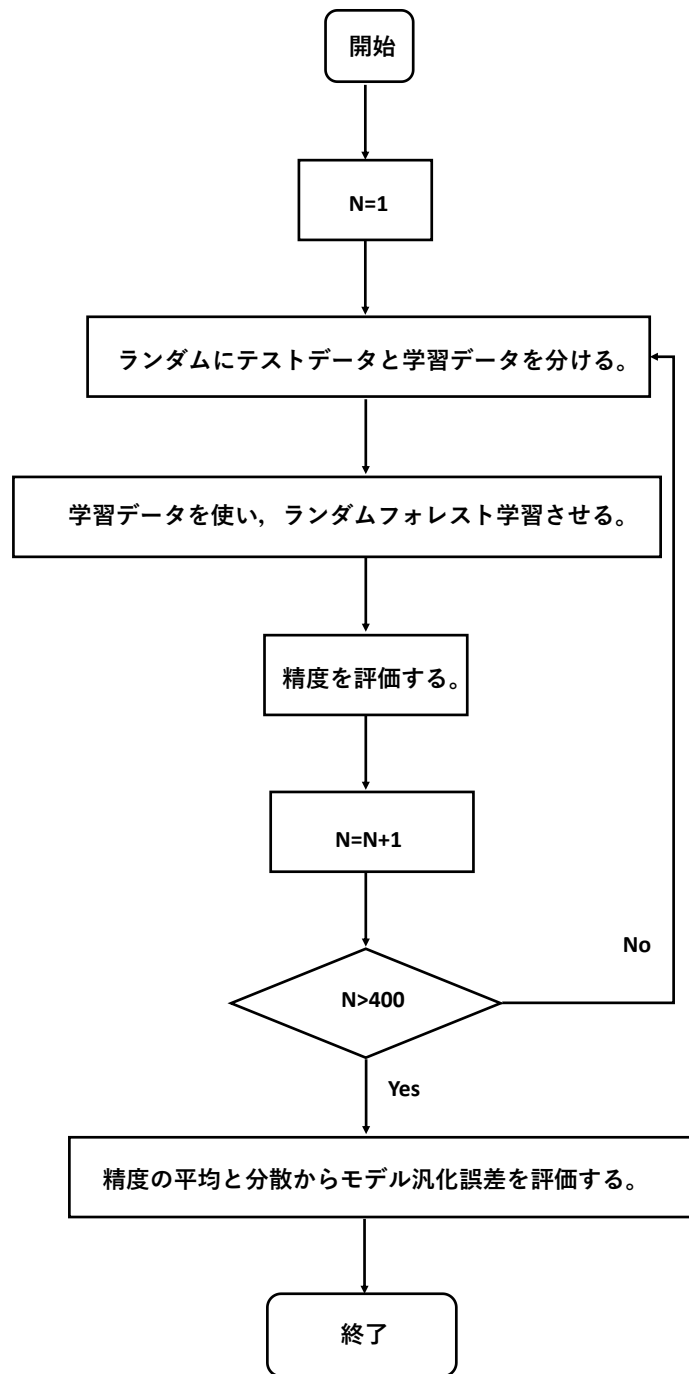 開始
N=1
ランダムにテストデータと学習データを分ける。
学習データを使い，ランダムフォレスト学習させる。
精度を評価する。
N=N+1
No
N>400
Yes
精度の平均と分散からモデル汎化誤差を評価する。
終了